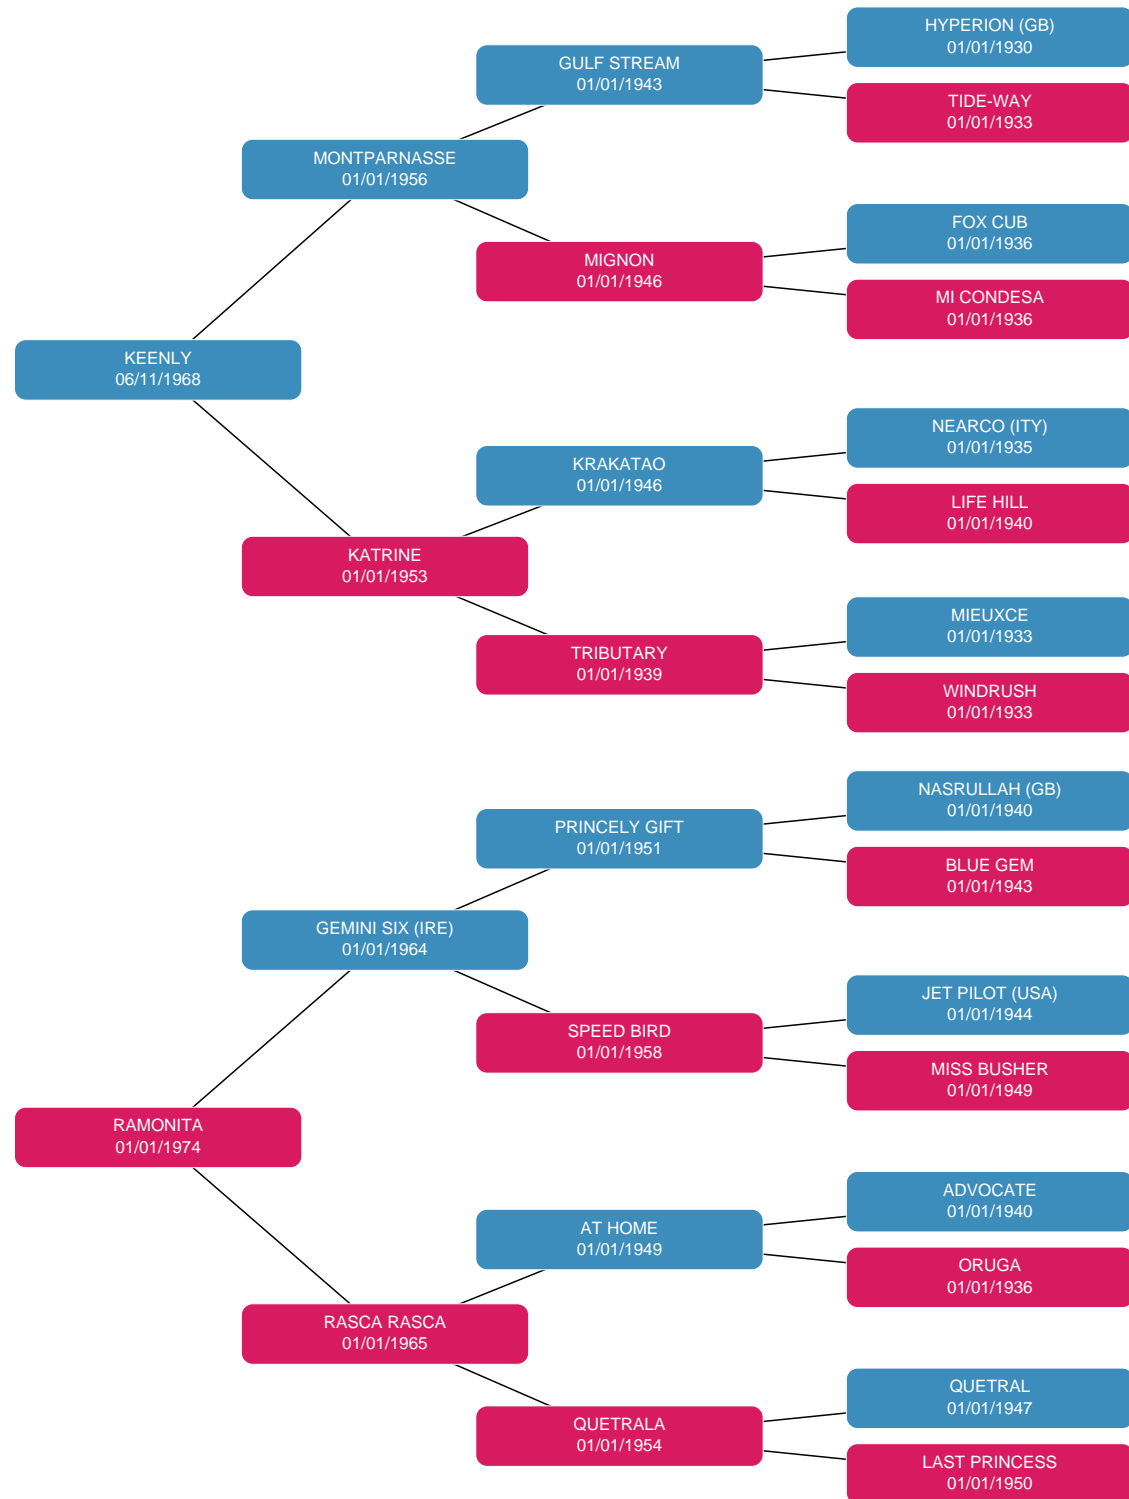 HYPERION (GB)
01/01/1930
GULF STREAM
01/01/1943
TIDE-WAY
01/01/1933
MONTPARNASSE
01/01/1956
FOX CUB
01/01/1936
MIGNON
01/01/1946
MI CONDESA
01/01/1936
KEENLY
06/11/1968
NEARCO (ITY)
01/01/1935
KRAKATAO
01/01/1946
LIFE HILL
01/01/1940
KATRINE
01/01/1953
MIEUXCE
01/01/1933
TRIBUTARY
01/01/1939
WINDRUSH
01/01/1933
NASRULLAH (GB)
01/01/1940
PRINCELY GIFT
01/01/1951
BLUE GEM
01/01/1943
GEMINI SIX (IRE)
01/01/1964
JET PILOT (USA)
01/01/1944
SPEED BIRD
01/01/1958
MISS BUSHER
01/01/1949
RAMONITA
01/01/1974
ADVOCATE
01/01/1940
AT HOME
01/01/1949
ORUGA
01/01/1936
RASCA RASCA
01/01/1965
QUETRAL
01/01/1947
QUETRALA
01/01/1954
LAST PRINCESS
01/01/1950